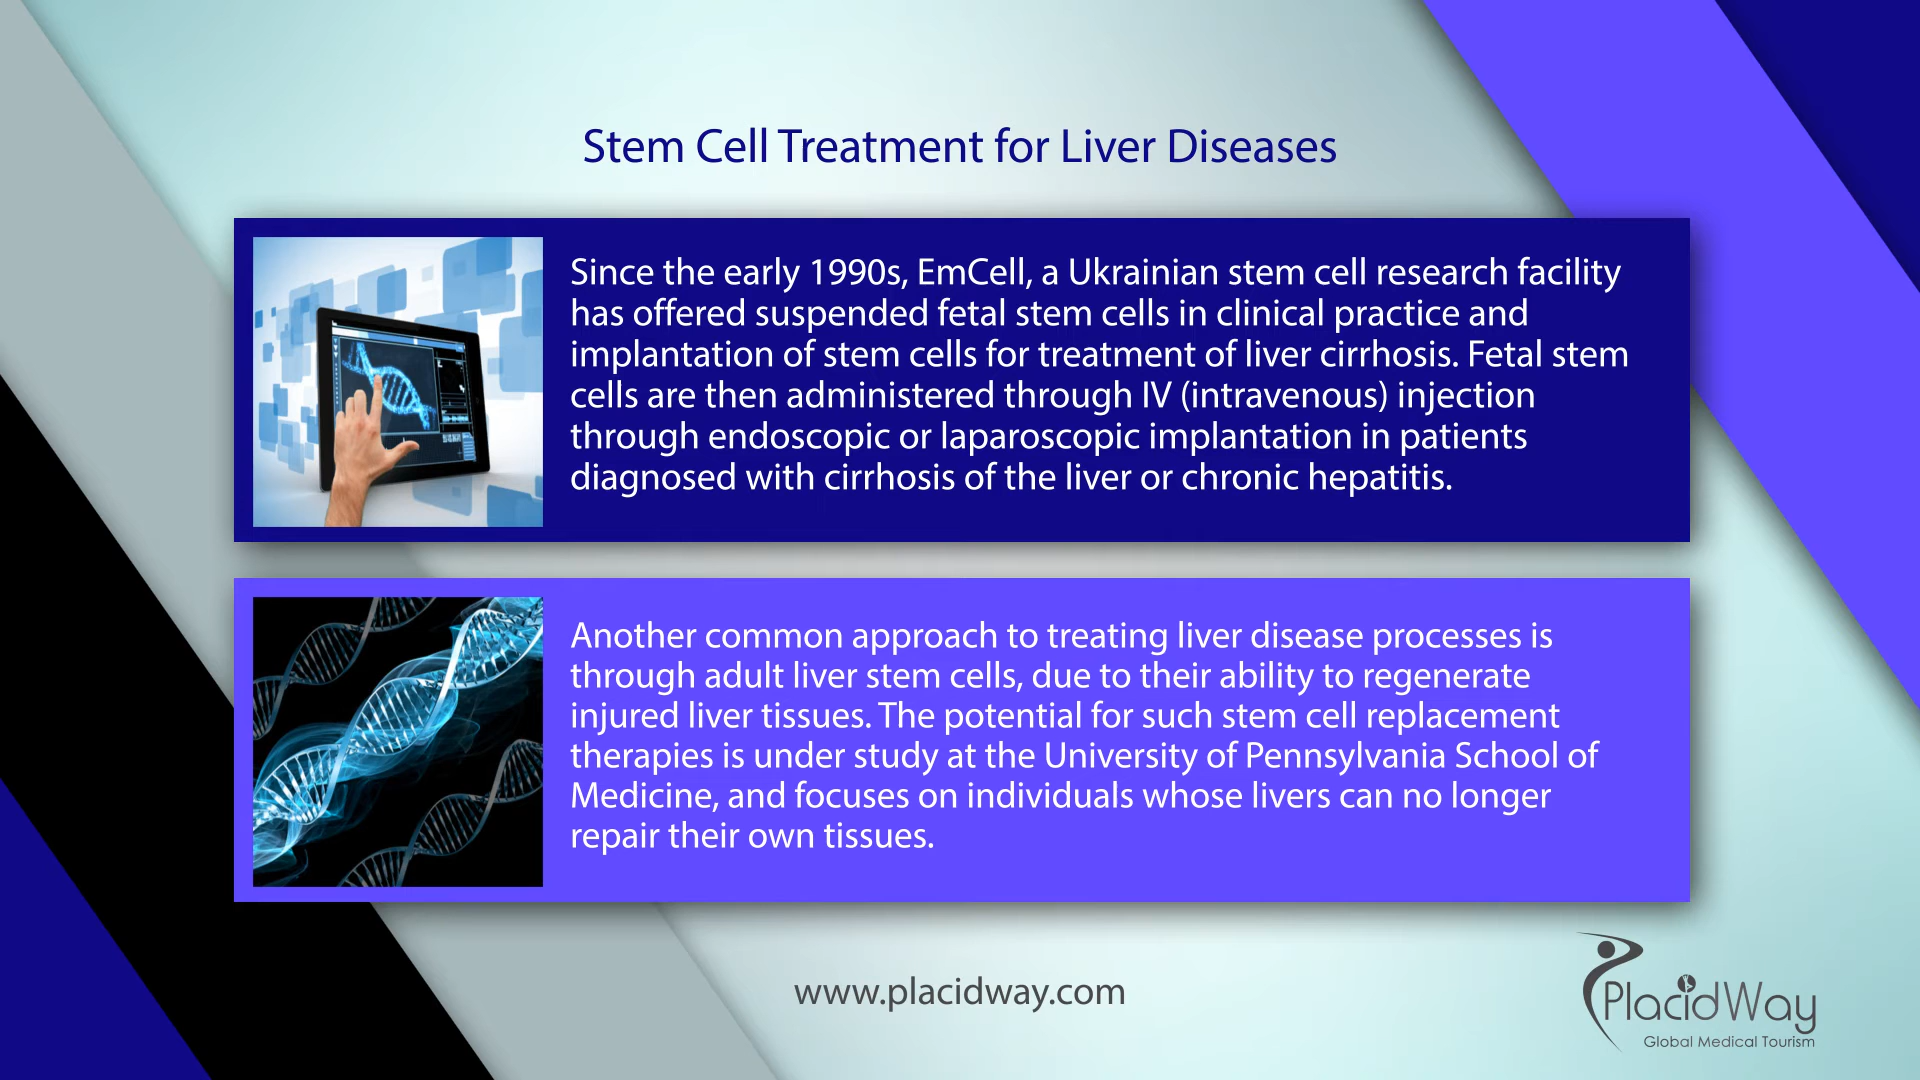 Stem Cell Treatment for Liver Diseases
Since the early 1990s, EmCell, a Ukrainian stem cell research facility
has offered suspended fetal stem cells in clinical practice and
implantation of stem cells for treatment of liver cirrhosis. Fetal stem
cells are then administered through IV (intravenous) injection
through endoscopic or laparoscopic implantation in patients
diagnosed with cirrhosis of the liver or chronic hepatitis.
Another common approach to treating liver disease processes is
through adult liver stem cells, due to their ability to regenerate
injured liver tissues. The potential for such stem cell replacement
therapies is under study at the University of Pennsylvania School of
Medicine, and focuses on individuals whose livers can no longer
repair their own tissues.
www.placidway.com
PlacidWay
Global Medical Tourism